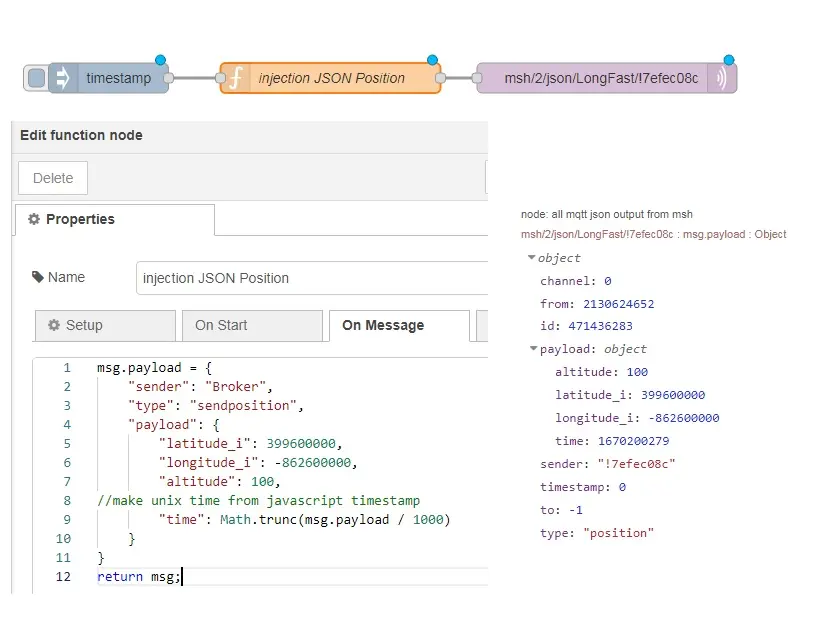 timestamp
injection JSON Position
msh/2/json/LongFast/!7efec08c
Edit function node
Delete
Properties
Name
injection JSON Position
Setup
On Start
On Message
1 msg.payload = {
2 "sender": "Broker",
3 "type": "sendposition",
4 "payload": {
5 "latitude_i": 399600000,
6 "longitude_i": -862600000,
7 "altitude": 100,
8 //make unix time from javascript timestamp
9 "time": Math.trunc(msg.payload / 1000)
10 }
11 }
12 return msg;
node: all mqtt json output from msh
msh/2/json/LongFast/!7efec08c : msg.payload : Object
object
channel: 0
from: 2130624652
id: 471436283
payload: object
altitude: 100
latitude_i: 399600000
longitude_i: -862600000
time: 1670200279
sender: "!7efec08c"
timestamp: 0
to: -1
type: "position"